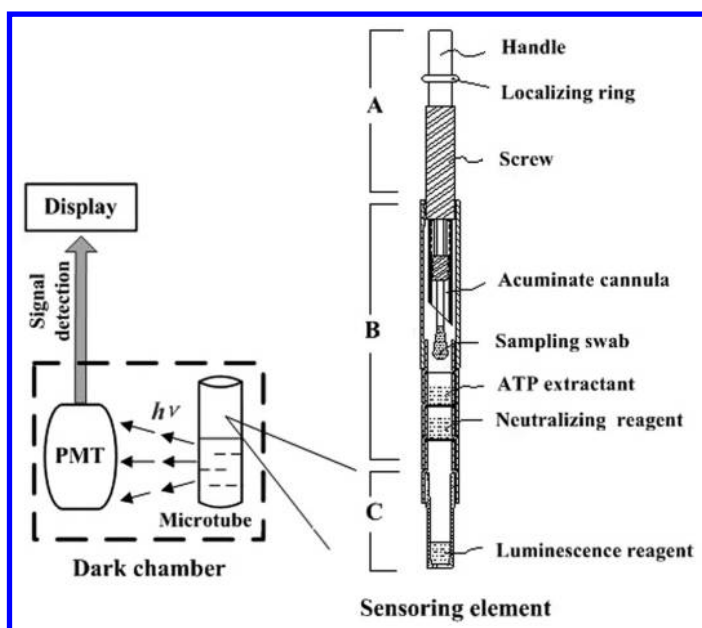 Handle
Localizing ring
A
Screw
Display
Signal
detection
Acuminate cannula
B
Sampling swab
ATP extractant
Neutralizing reagent
hν
PMT
Microtube
C
Luminescence reagent
Dark chamber
Sensoring element